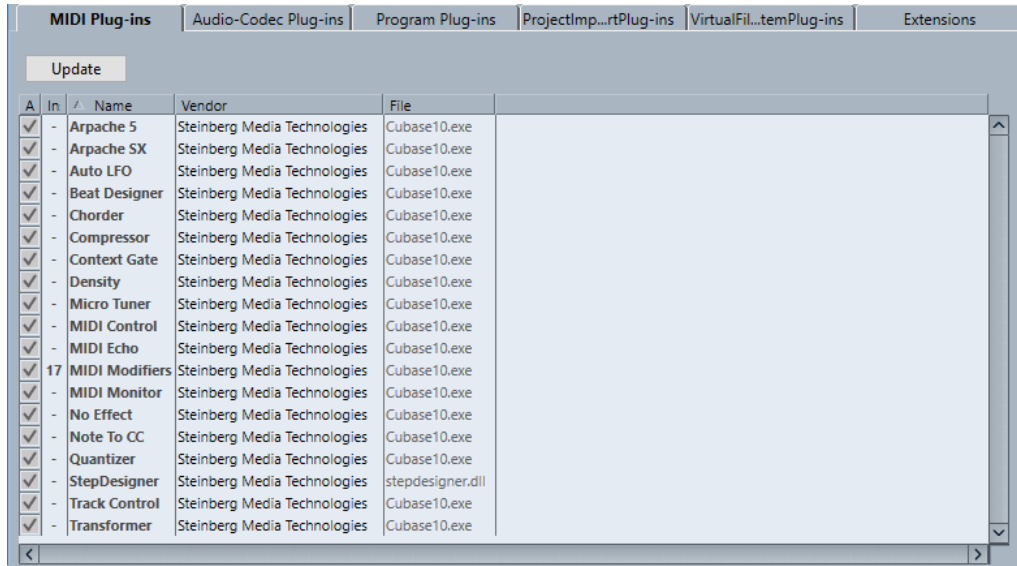 MIDI Plug-ins Audio-Codec Plug-ins Program Plug-ins ProjectImp...rtPlug-ins VirtualFil...temPlug-ins Extensions
Update
A In Name Vendor File
- Arpache 5 Steinberg Media Technologies Cubase10.exe
- Arpache SX Steinberg Media Technologies Cubase10.exe
- Auto LFO Steinberg Media Technologies Cubase10.exe
- Beat Designer Steinberg Media Technologies Cubase10.exe
- Chorder Steinberg Media Technologies Cubase10.exe
- Compressor Steinberg Media Technologies Cubase10.exe
- Context Gate Steinberg Media Technologies Cubase10.exe
- Density Steinberg Media Technologies Cubase10.exe
- Micro Tuner Steinberg Media Technologies Cubase10.exe
- MIDI Control Steinberg Media Technologies Cubase10.exe
- MIDI Echo Steinberg Media Technologies Cubase10.exe
17 MIDI Modifiers Steinberg Media Technologies Cubase10.exe
- MIDI Monitor Steinberg Media Technologies Cubase10.exe
- No Effect Steinberg Media Technologies Cubase10.exe
- Note To CC Steinberg Media Technologies Cubase10.exe
- Quantizer Steinberg Media Technologies Cubase10.exe
- StepDesigner Steinberg Media Technologies stepdesigner.dll
- Track Control Steinberg Media Technologies Cubase10.exe
- Transformer Steinberg Media Technologies Cubase10.exe